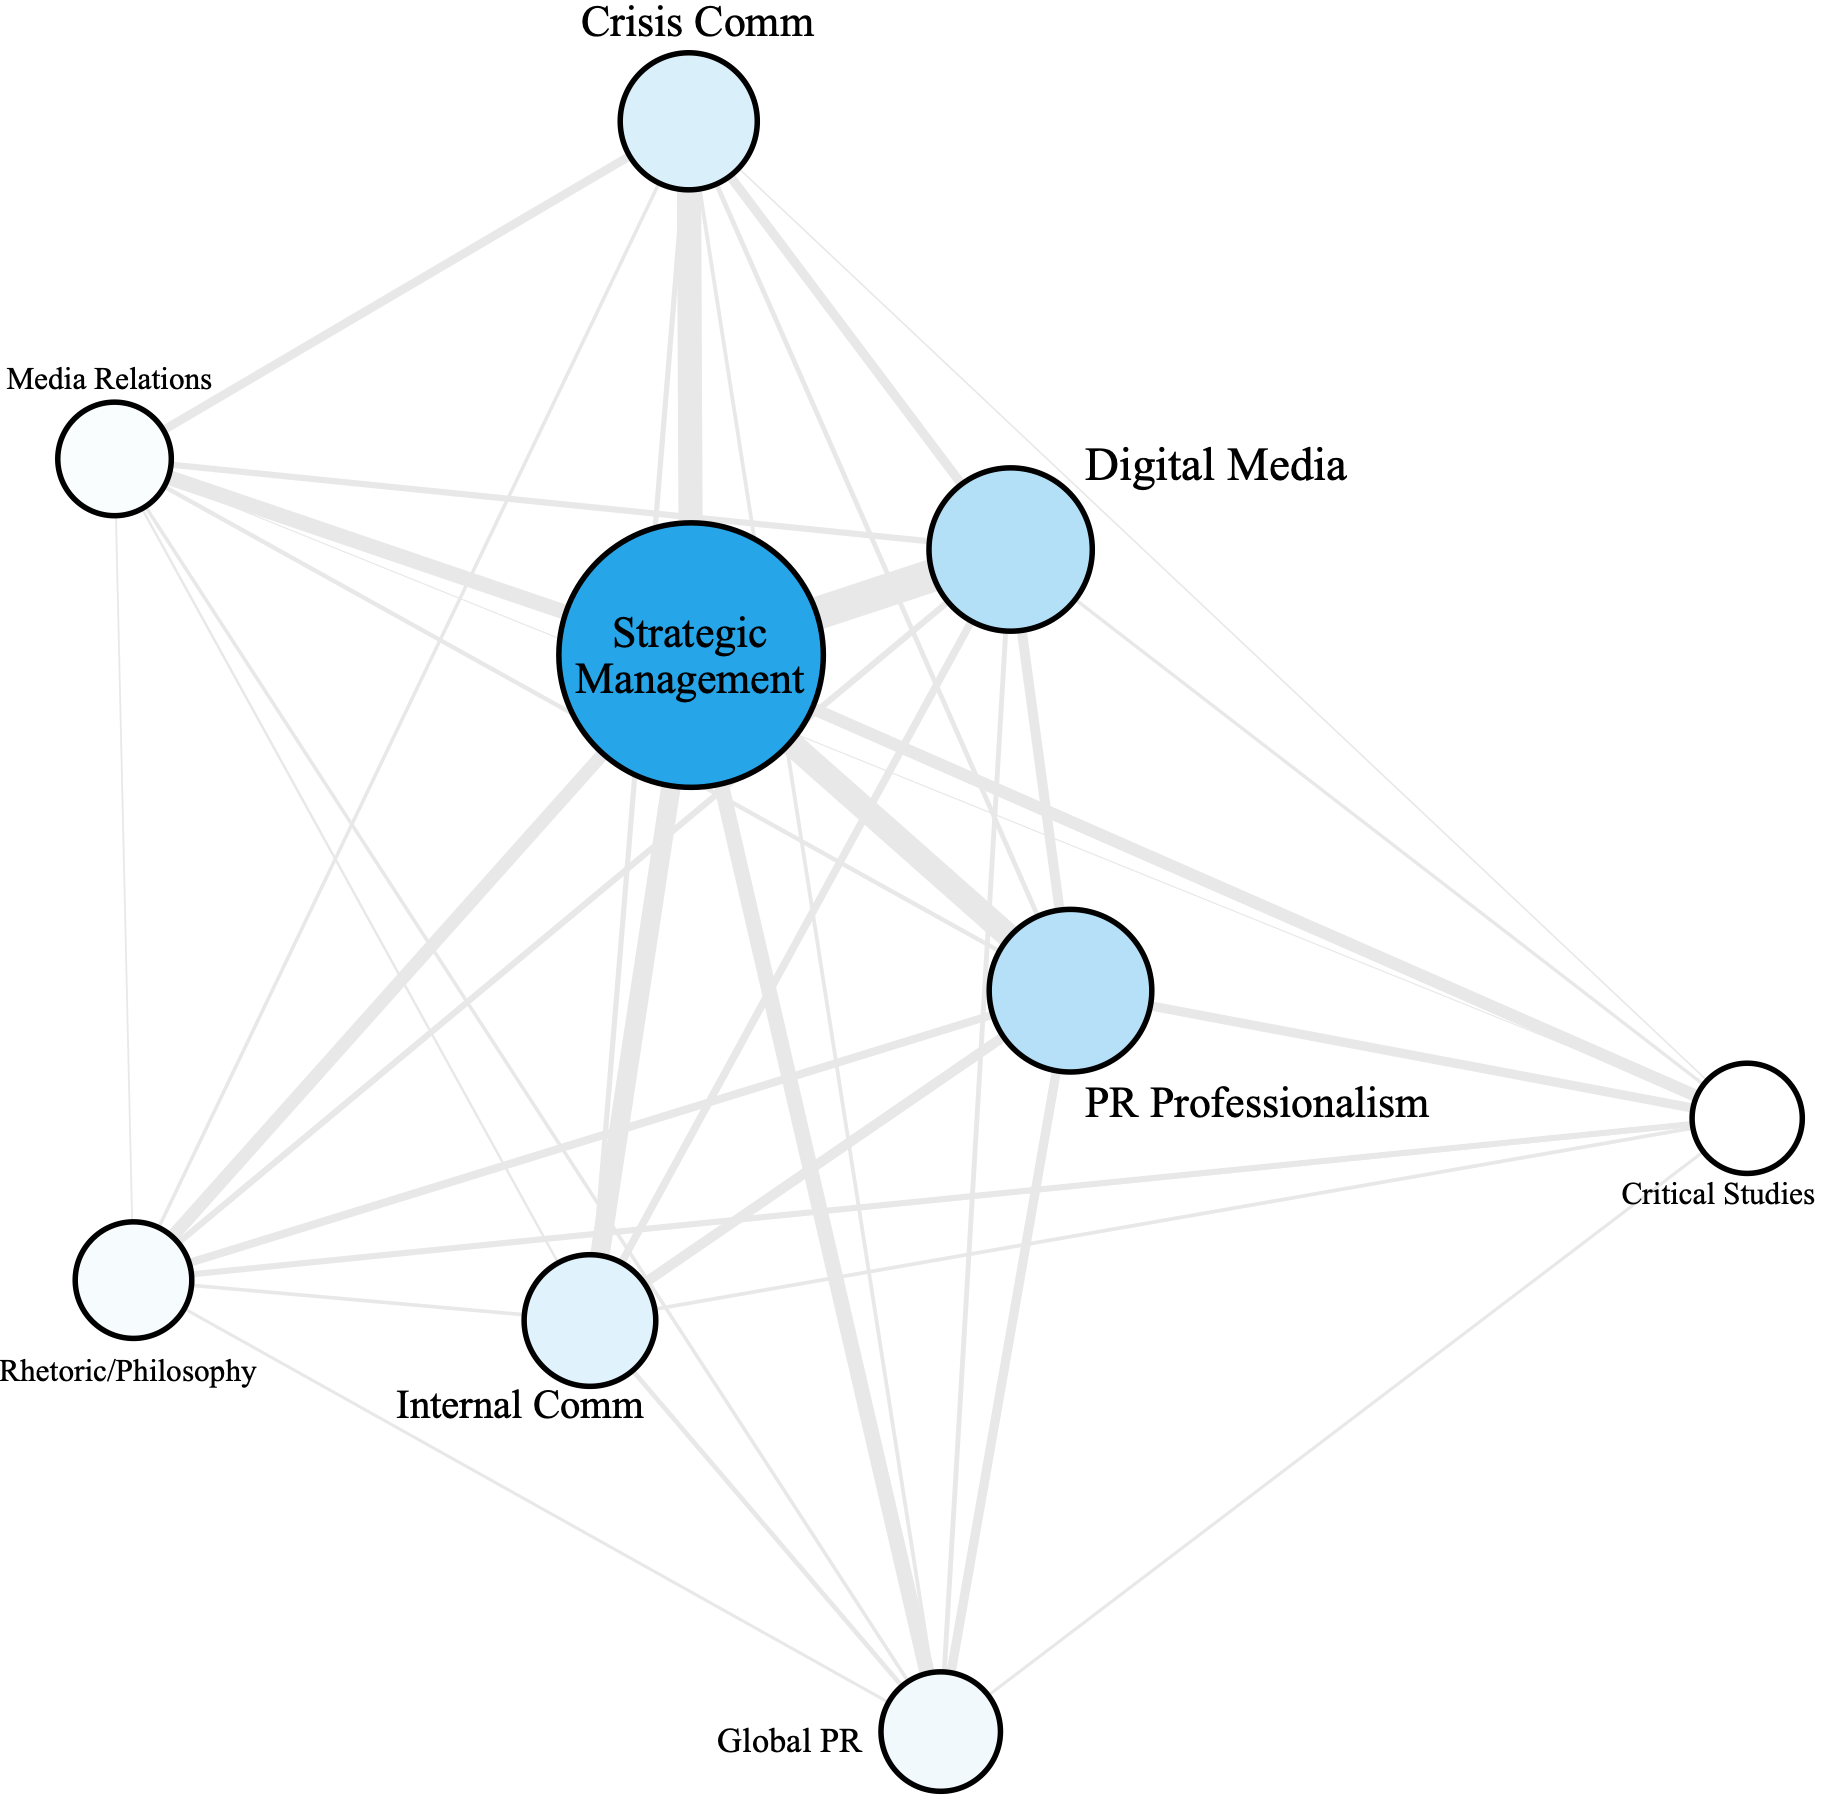 Crisis Comm
Media Relations
Digital Media
Strategic
Management
PR Professionalism
Critical Studies
Rhetoric/Philosophy
Internal Comm
Global PR